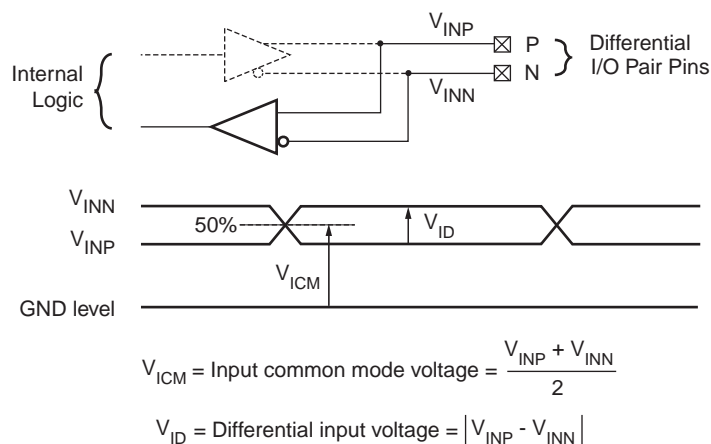 V_INP
P
Differential
I/O Pair Pins
N
V_INN
Internal
Logic
V_INN
50%
V_ID
V_INP
V_ICM
GND level
V_ICM = Input common mode voltage = (V_INP + V_INN) / 2
V_ID = Differential input voltage = |V_INP - V_INN|